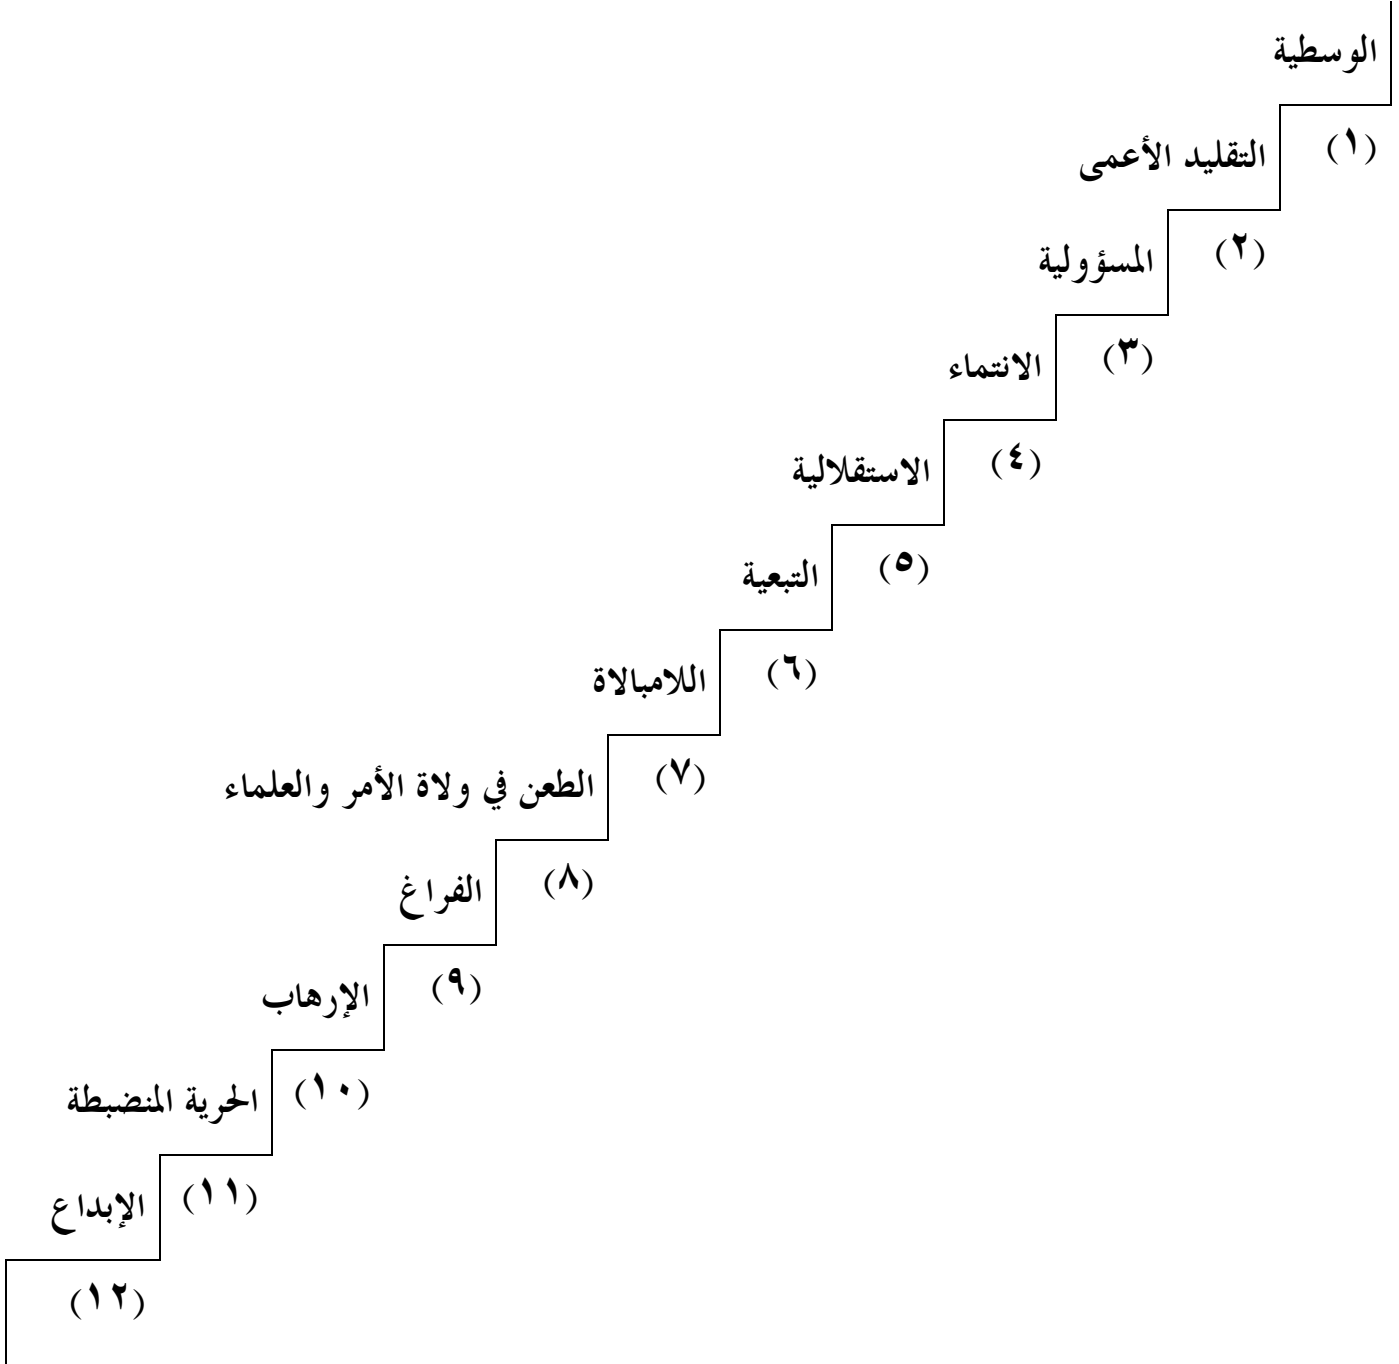 الوسطية
(١) التقليد الأعمى
(٢) المسؤولية
(٣) الانتماء
(٤) الاستقلالية
(٥) التبعية
(٦) اللامبالاة
(٧) الطعن في ولاة الأمر والعلماء
(٨) الفراغ
(٩) الإرهاب
(١٠) الحرية المنضبطة
(١١) الإبداع
(١٢)